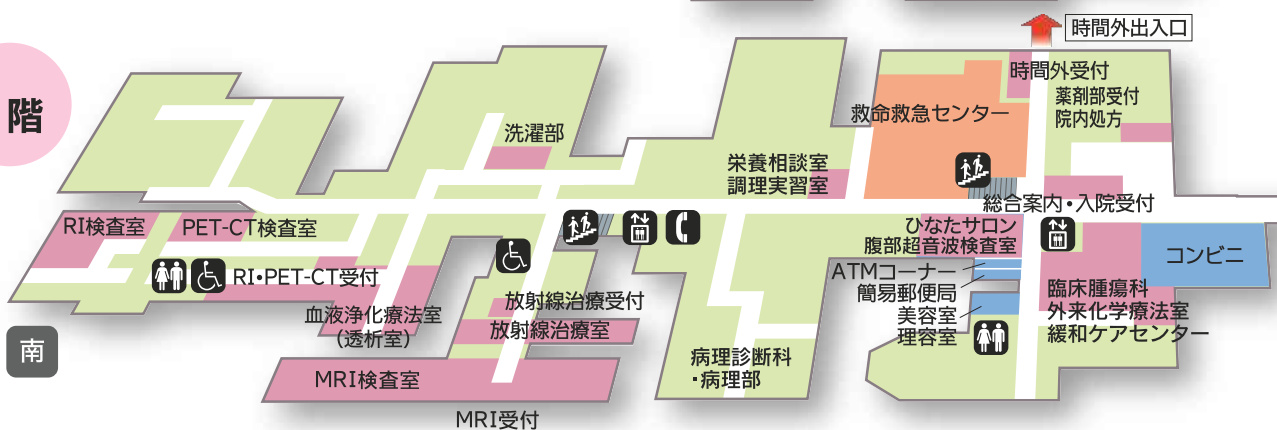 時間外出入口
階
時間外受付
薬剤部受付
院内処方
救命救急センター
洗濯部
栄養相談室
調理実習室
総合案内・入院受付
RI検査室
PET-CT検査室
ひなたサロン
腹部超音波検査室
コンビニ
ATMコーナー
簡易郵便局
美容室
理容室
RI・PET-CT受付
臨床腫瘍科
外来化学療法室
緩和ケアセンター
血液浄化療法室
(透析室)
放射線治療受付
放射線治療室
南
病理診断科
・病理部
MRI検査室
MRI受付